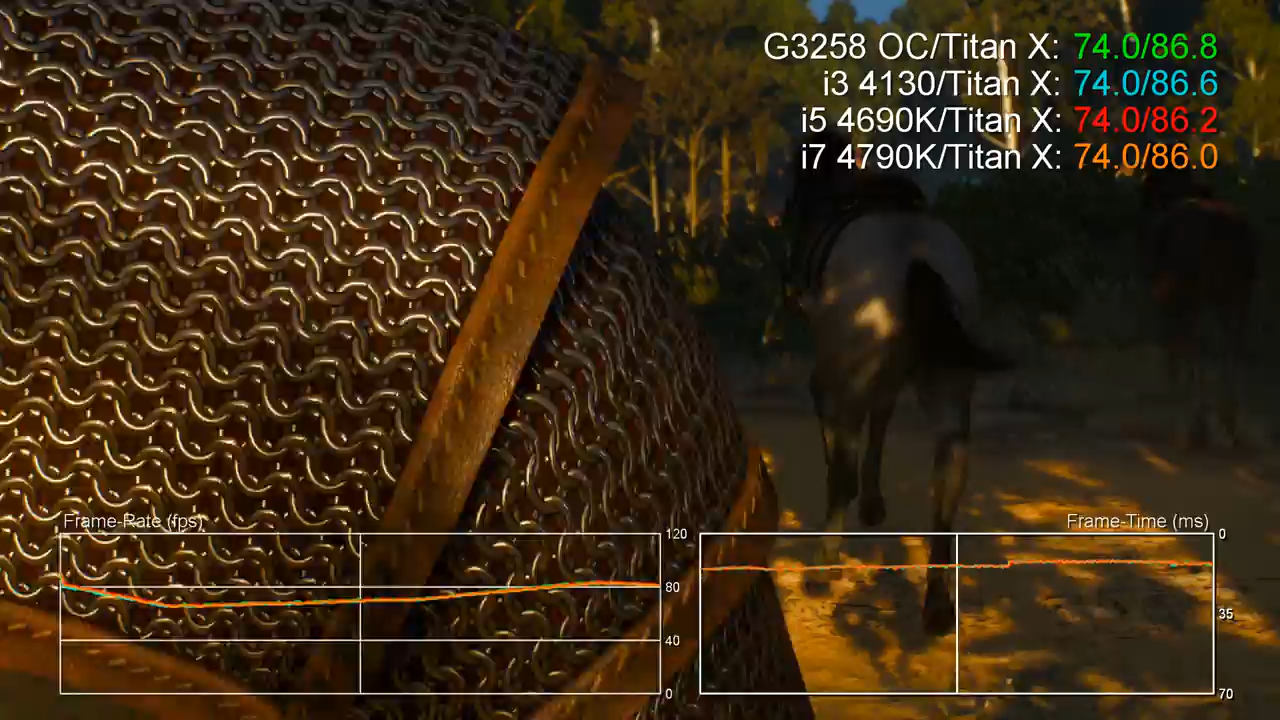 G3258 OC/Titan X: 74.0/86.8
i3 4130/Titan X: 74.0/86.6
i5 4690K/Titan X: 74.0/86.2
i7 4790K/Titan X: 74.0/86.0
Frame-Rate (fps)
120
80
40
0
Frame-Time (ms)
0
35
70